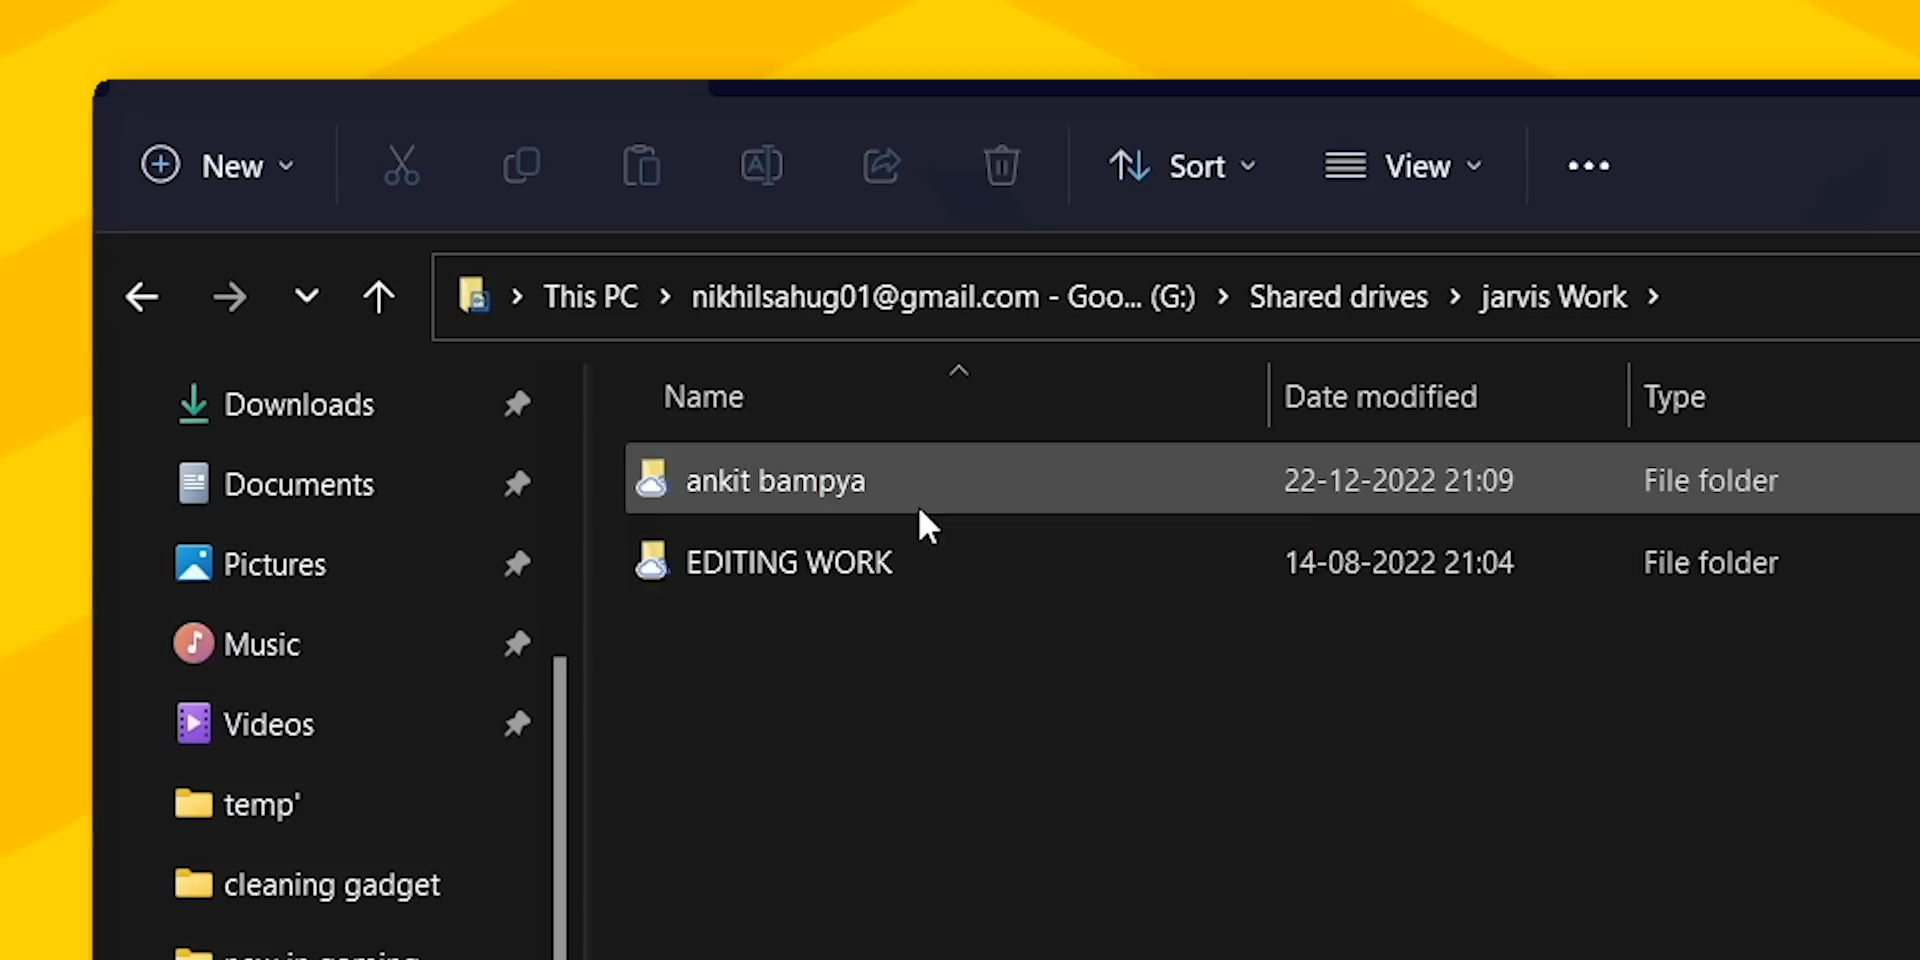 New Sort View
This PC > nikhilsahug01@gmail.com - Goo... (G:) > Shared drives > jarvis Work >
Name Date modified Type
Downloads
Documents
Pictures
Music
Videos
temp'
cleaning gadget
ankit bampya 22-12-2022 21:09 File folder
EDITING WORK 14-08-2022 21:04 File folder